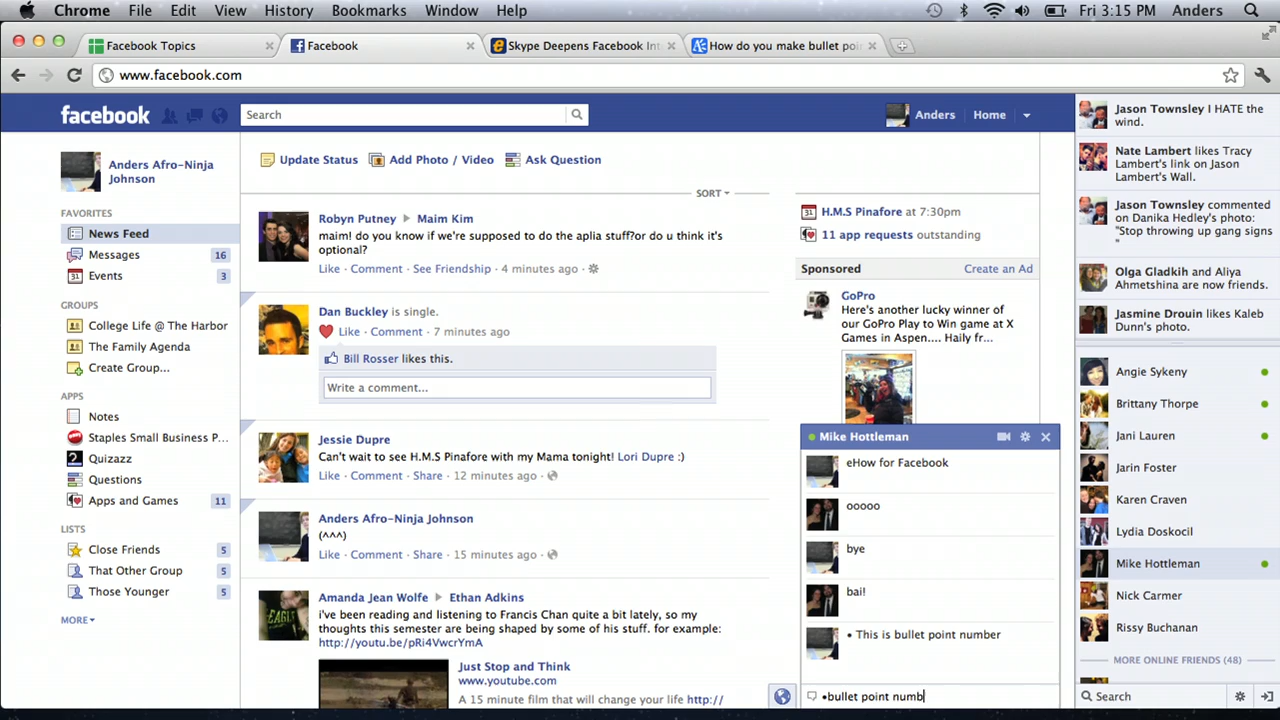 Chrome File Edit View History Bookmarks Window Help Fri 3:15 PM Anders
Facebook Topics
Facebook
Skype Deepens Facebook Int
How do you make bullet poi
www.facebook.com
facebook
Search
Anders Home
Anders Afro-Ninja
Johnson
FAVORITES
News Feed
Messages 16
Events 3
GROUPS
College Life @ The Harbor
The Family Agenda
Create Group...
APPS
Notes
Staples Small Business P...
Quizazz
Questions
Apps and Games 11
LISTS
Close Friends 5
That Other Group 5
Those Younger 5
MORE
Update Status Add Photo / Video Ask Question
SORT
Robyn Putney Maim Kim
maim! do you know if we're supposed to do the aplia stuff?or do u think it's
optional?
Like · Comment · See Friendship · 4 minutes ago ·
Dan Buckley is single.
Like · Comment · 7 minutes ago
Bill Rosser likes this.
Write a comment...
Jessie Dupre
Can't wait to see H.M.S Pinafore with my Mama tonight! Lori Dupre :)
Like · Comment · Share · 12 minutes ago ·
Anders Afro-Ninja Johnson
(^^^)
Like · Comment · Share · 15 minutes ago ·
Amanda Jean Wolfe Ethan Adkins
i've been reading and listening to Francis Chan quite a bit lately, so my
thoughts this semester are being shaped by some of his stuff. for example:
http://youtu.be/pRi4VwcrYmA
Just Stop and Think
www.youtube.com
A 15 minute film that will change your life http://
31 H.M.S Pinafore at 7:30pm
11 app requests outstanding
Sponsored Create an Ad
GoPro
Here's another lucky winner of
our GoPro Play to Win game at X
Games in Aspen.... Haily fr...
Mike Hottleman
eHow for Facebook
ooooo
bye
bai!
• This is bullet point number
•bullet point numb
Jason Townsley I HATE the
wind.
Nate Lambert likes Tracy
Lambert's link on Jason
Lambert's Wall.
Jason Townsley commented
on Danika Hedley's photo:
"Stop throwing up gang signs
"
Olga Gladkih and Aliya
Ahmetshina are now friends.
Jasmine Drouin likes Kaleb
Dunn's photo.
Angie Sykeny
Brittany Thorpe
Jani Lauren
Jarin Foster
Karen Craven
Lydia Doskocil
Mike Hottleman
Nick Carmer
Rissy Buchanan
MORE ONLINE FRIENDS (48)
Search